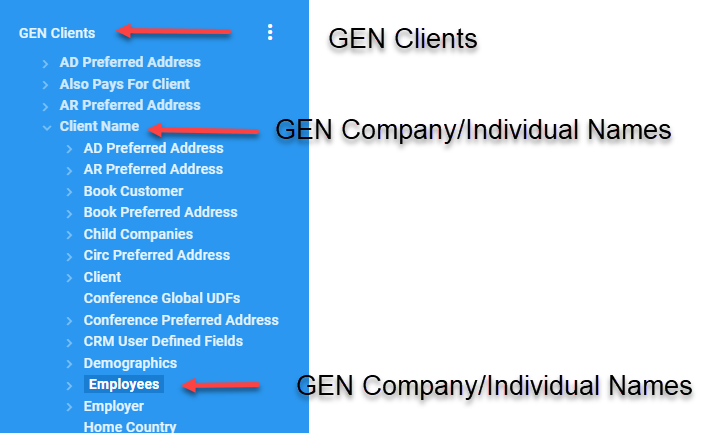 GEN Clients
GEN Clients
AD Preferred Address
Also Pays For Client
AR Preferred Address
Client Name
GEN Company/Individual Names
AD Preferred Address
AR Preferred Address
Book Customer
Book Preferred Address
Child Companies
Circ Preferred Address
Client
Conference Global UDFs
Conference Preferred Address
CRM User Defined Fields
Demographics
Employees
GEN Company/Individual Names
Employer
Home Country